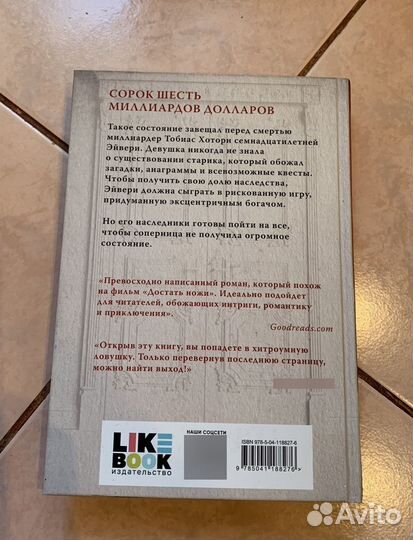 СОРОК ШЕСТЬ
МИЛЛИАРДОВ ДОЛЛАРОВ
Такое состояние завещал перед смертью
миллиардер Тобиас Хоторн семнадцатилетней
Эйвери. Девушка никогда не знала
о существовании старика, который обожал
загадки, анаграммы и всевозможные квесты.
Чтобы получить свою долю наследства,
Эйвери должна сыграть в рискованную игру,
придуманную эксцентричным богачом.
Но его наследники готовы пойти на все,
чтобы соперница не получила огромное
состояние.
«Превосходно написанный роман, который похож
на фильм «Достать ножи». Идеально подойдет
для читателей, обожающих интриги, романтику
и приключения».
Goodreads.com
«Открыв эту книгу, вы попадете в хитроумную
ловушку. Только перевернув последнюю страницу,
можно найти выход!»
LIKE
BOOK
издательство
НАШИ СОЦСЕТИ
ISBN 978-5-04-118827-6
9 785041 188276 >
Avito